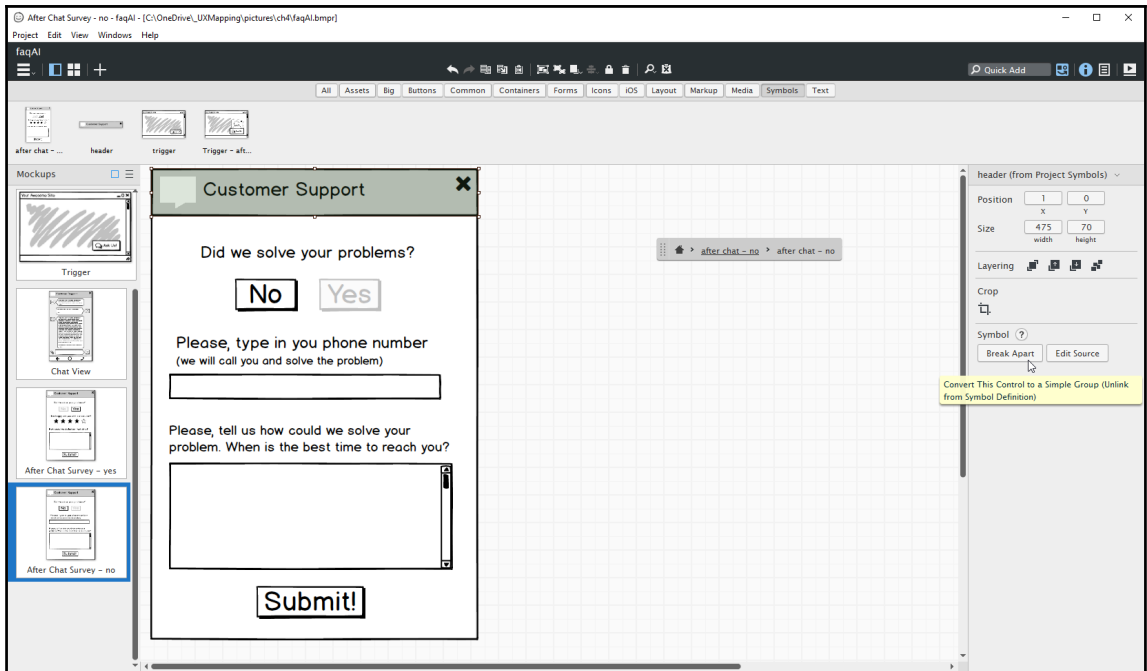 After Chat Survey - no - faqAI - [C:\OneDrive\_UXMapping\pictures\ch4\faqAI.bmpr]
Project Edit View Windows Help
faqAI
Quick Add
All Assets Big Buttons Common Containers Forms Icons iOS Layout Markup Media Symbols Text
after chat - ... header trigger Trigger - aft...
Mockups
Trigger
Chat View
After Chat Survey - yes
After Chat Survey - no
Customer Support
Did we solve your problems?
No Yes
Please, type in you phone number
(we will call you and solve the problem)
Please, tell us how could we solve your
problem. When is the best time to reach you?
Submit!
after chat - no > after chat - no
header (from Project Symbols)
Position 1 0
X Y
Size 475 70
width height
Layering
Crop
Symbol ?
Break Apart Edit Source
Convert This Control to a Simple Group (Unlink
from Symbol Definition)